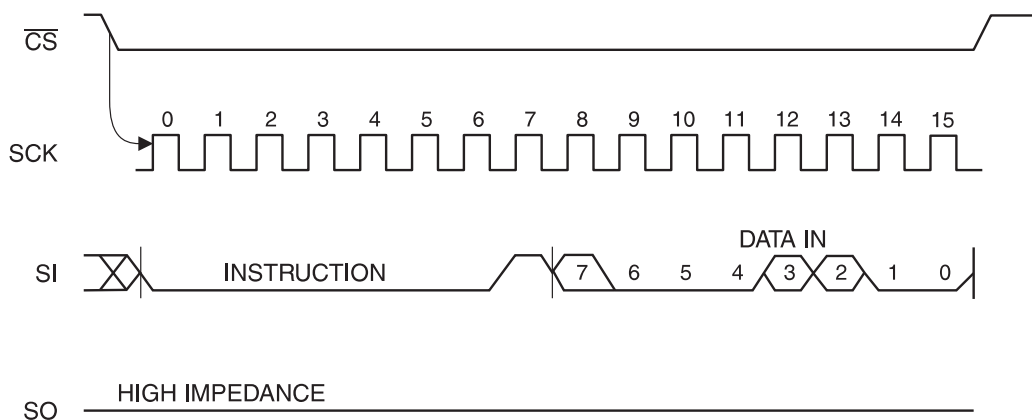 CS
0 1 2 3 4 5 6 7 8 9 10 11 12 13 14 15
SCK
DATA IN
SI INSTRUCTION 7 6 5 4 3 2 1 0
HIGH IMPEDANCE
SO